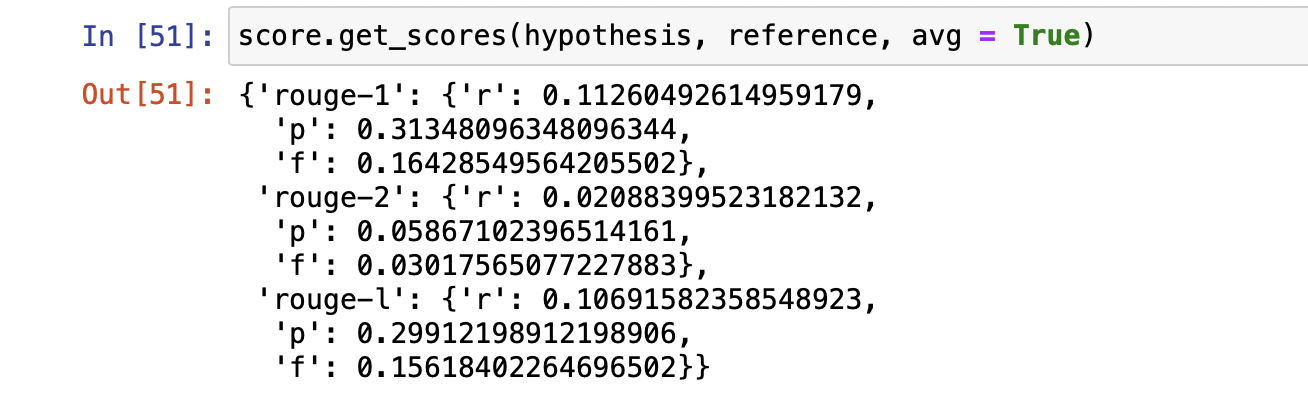 In [51]: score.get_scores(hypothesis, reference, avg = True)
Out[51]: {'rouge-1': {'r': 0.11260492614959179,
'p': 0.31348096348096344,
'f': 0.16428549564205502},
'rouge-2': {'r': 0.02088399523182132,
'p': 0.05867102396514161,
'f': 0.03017565077227883},
'rouge-l': {'r': 0.10691582358548923,
'p': 0.29912198912198906,
'f': 0.15618402264696502}}